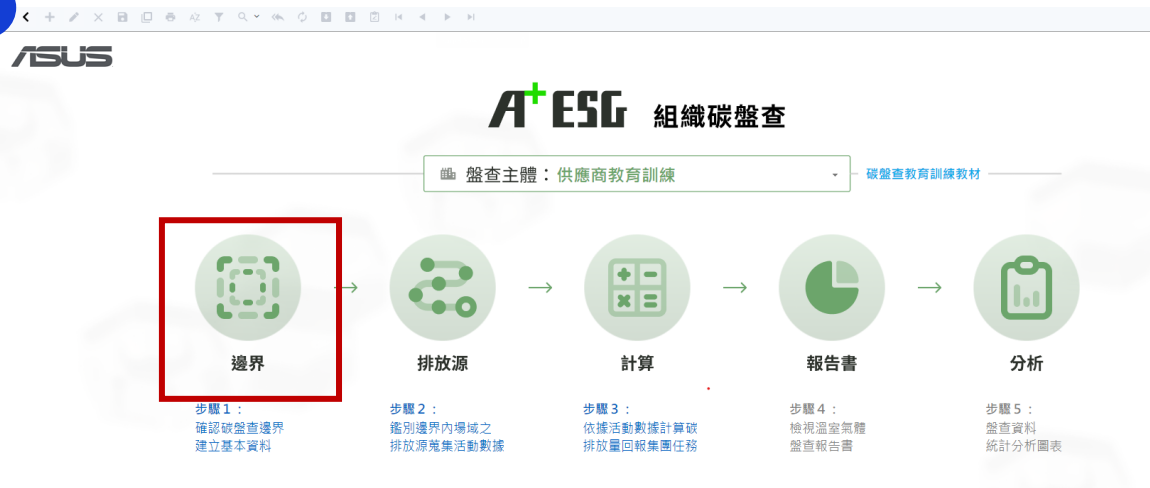 ASUS
A+ ESG 組織碳盤查
盤查主體：供應商教育訓練
碳盤查教育訓練教材
邊界
排放源
計算
報告書
分析
步驟1：
確認碳盤查邊界
建立基本資料
步驟2：
鑑別邊界內場域之
排放源蒐集活動數據
步驟3：
依據活動數據計算碳
排放量回報集團任務
步驟4：
檢視溫室氣體
盤查報告書
步驟5：
盤查資料
統計分析圖表